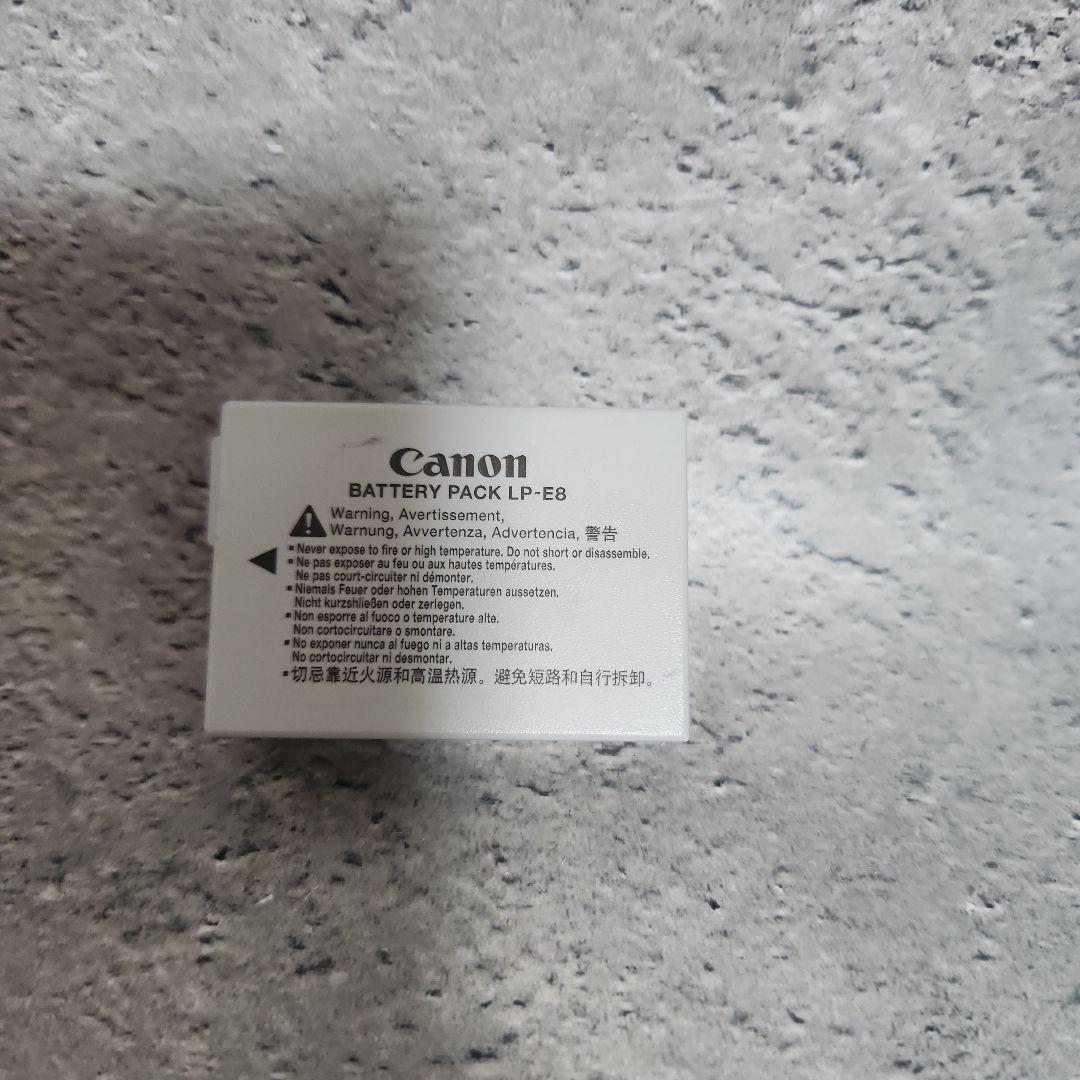 Canon
BATTERY PACK LP-E8
Warning, Avertissement,
Warnung, Avvertenza, Advertencia, 警告
▪Never expose to fire or high temperature. Do not short or disassemble.
▪Ne pas exposer au feu ou aux hautes températures.
Ne pas court-circuiter ni démonter.
▪Niemals Feuer oder hohen Temperaturen aussetzen.
Nicht kurzshließen oder zerlegen.
▪Non esporre al fuoco o temperature alte.
Non cortocircuitare o smontare.
▪No exponer nunca al fuego ni a altas temperaturas.
No cortocircuitar ni desmontar.
▪切忌靠近火源和高温热源。避免短路和自行拆卸。